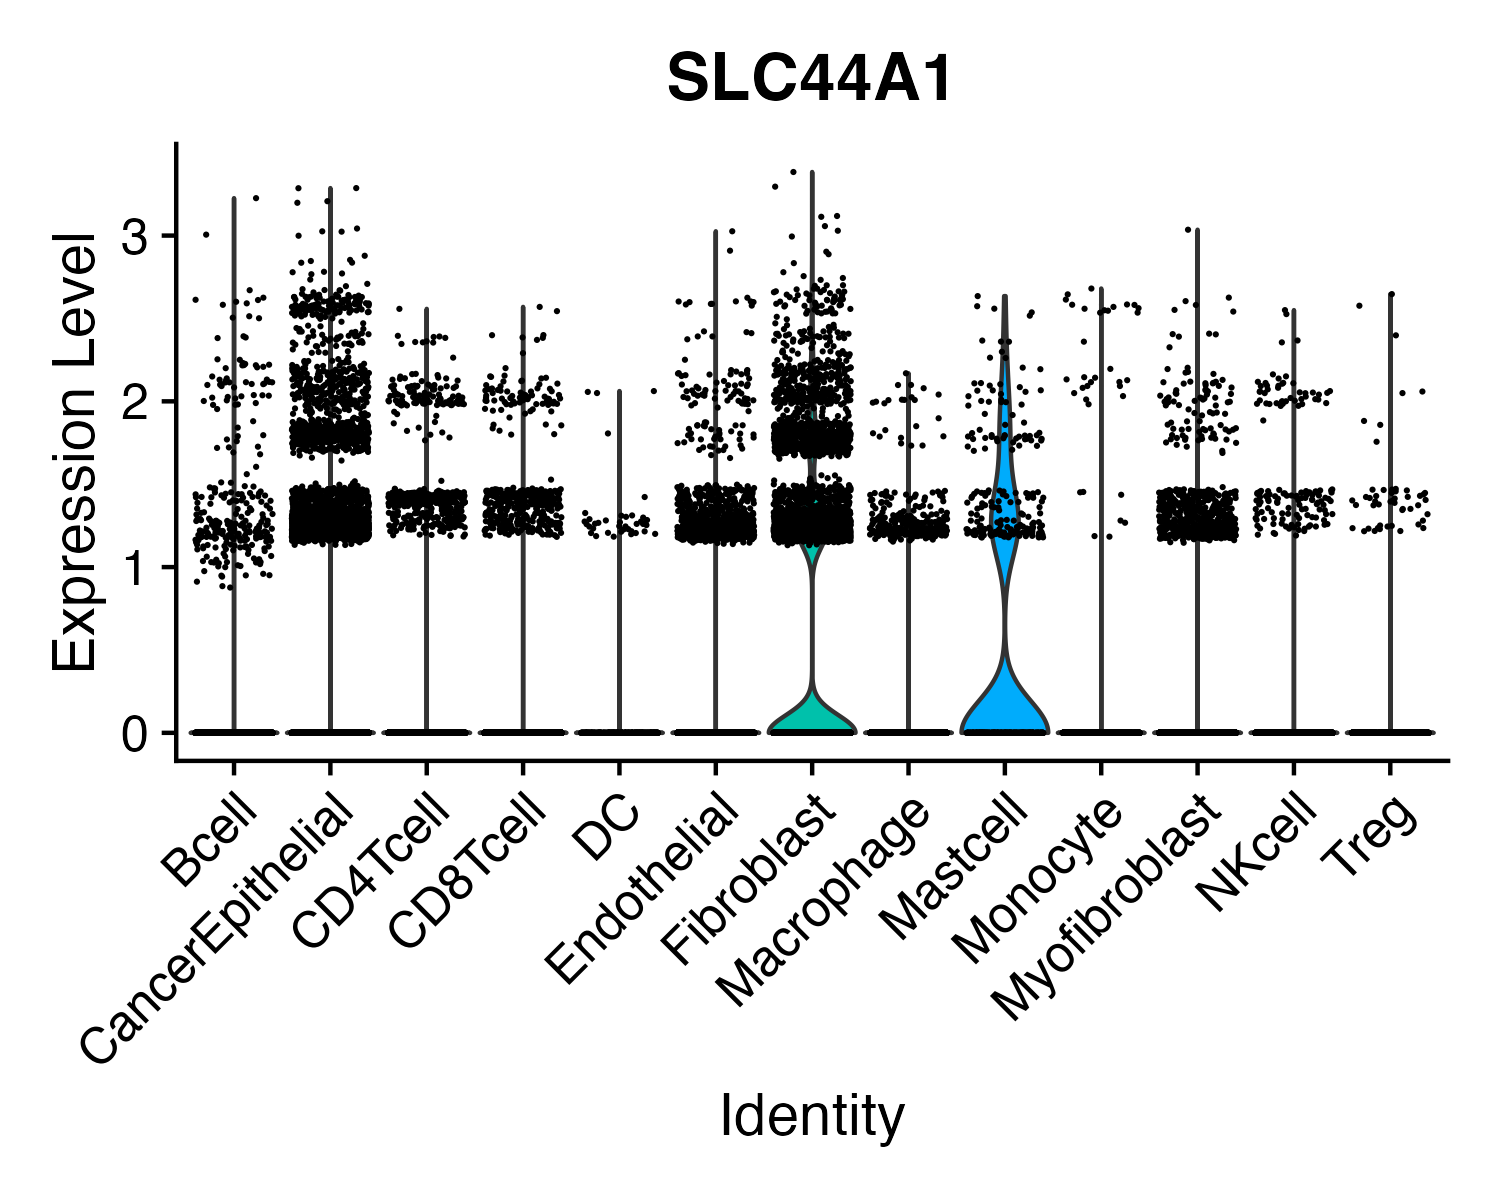 SLC44A1
Expression Level
3
2
1
0
Bcell
CancerEpithelial
CD4Tcell
CD8Tcell
DC
Endothelial
Fibroblast
Macrophage
Mastcell
Monocyte
Myofibroblast
NKcell
Treg
Identity